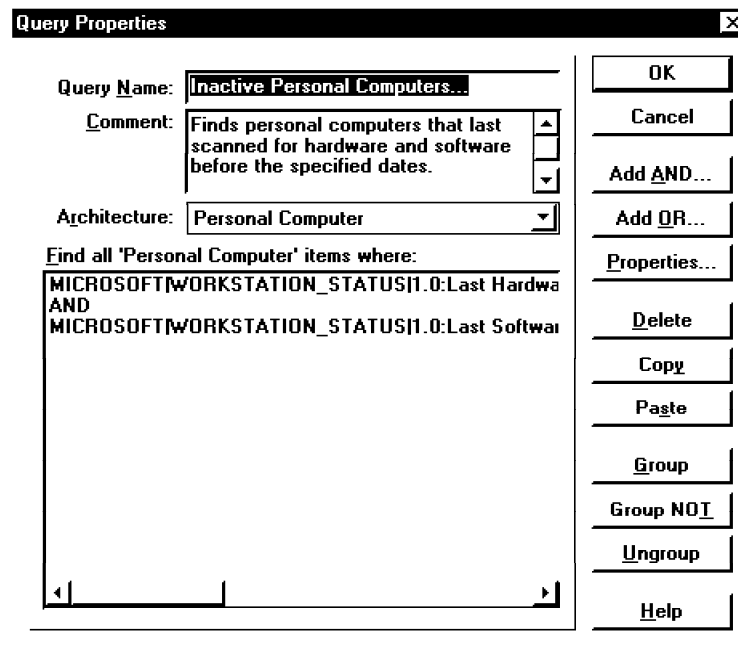 Query Properties
Query Name: Inactive Personal Computers...
Comment: Finds personal computers that last
scanned for hardware and software
before the specified dates.
Architecture: Personal Computer
Find all 'Personal Computer' items where:
MICROSOFT|WORKSTATION_STATUS|1.0:Last Hardwa
AND
MICROSOFT|WORKSTATION_STATUS|1.0:Last Softwar
OK
Cancel
Add AND...
Add OR...
Properties...
Delete
Copy
Paste
Group
Group NOT
Ungroup
Help